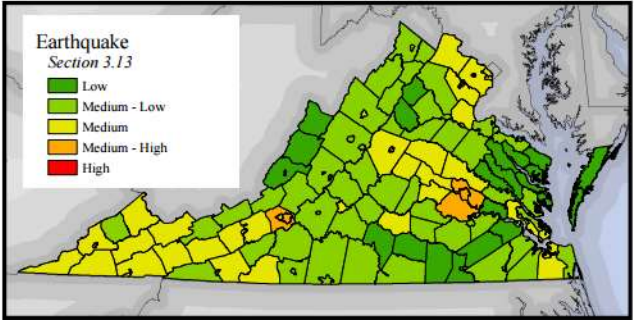 Earthquake
Section 3.13
Low
Medium - Low
Medium
Medium - High
High